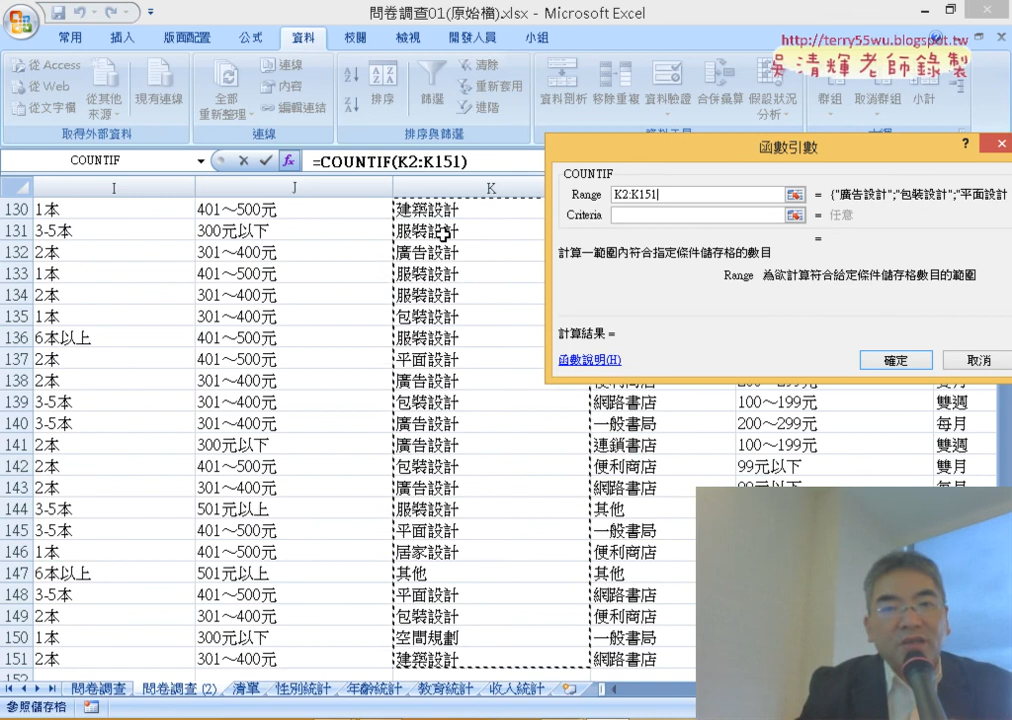 問卷調查01(原始檔).xlsx - Microsoft Excel
http://terry55wu.blogspot.tw
吳清輝老師錄製
常用 插入 版面配置 公式 資料 校閱 檢視 開發人員 小組
從 Access
從 Web
從文字檔
從其他來源
現有連線
取得外部資料
全部重新整理
連線
內容
編輯連結
連線
排序
篩選
清除
重新套用
進階
排序與篩選
資料剖析 移除重複 資料驗證 合併彙算 假設狀況分析
資料工具
群組 取消群組 小計
COUNTIF =COUNTIF(K2:K151)
I J K
130 1本 401～500元 建築設計
131 3-5本 300元以下 服裝設計
132 2本 301～400元 廣告設計
133 1本 401～500元 服裝設計
134 2本 301～400元 服裝設計
135 1本 301～400元 包裝設計
136 6本以上 401～500元 服裝設計
137 2本 401～500元 平面設計
138 2本 301～400元 廣告設計 便利商店 200～299元 雙月
139 3-5本 301～400元 包裝設計 網路書店 100～199元 雙週
140 3-5本 301～400元 廣告設計 一般書局 200～299元 每月
141 2本 300元以下 廣告設計 連鎖書店 100～199元 雙週
142 2本 401～500元 包裝設計 便利商店 99元以下 雙月
143 2本 301～400元 廣告設計 網路書店 99元以下 每月
144 3-5本 501元以上 服裝設計 其他
145 3-5本 401～500元 平面設計 一般書局
146 1本 401～500元 居家設計 便利商店
147 6本以上 501元以上 其他 其他
148 3-5本 401～500元 平面設計 網路書店
149 2本 301～400元 包裝設計 便利商店
150 1本 300元以下 空間規劃 一般書局
151 2本 301～400元 建築設計 網路書店
152
函數引數
?
COUNTIF
Range K2:K151 = {"廣告設計";"包裝設計";"平面設計
Criteria = 任意
=
計算一範圍內符合指定條件儲存格的數目
Range 為欲計算符合給定條件儲存格數目的範圍
計算結果 =
函數說明(H)
確定 取消
問卷調查 問卷調查 (2) 清單 性別統計 年齡統計 教育統計 收入統計
參照儲存格